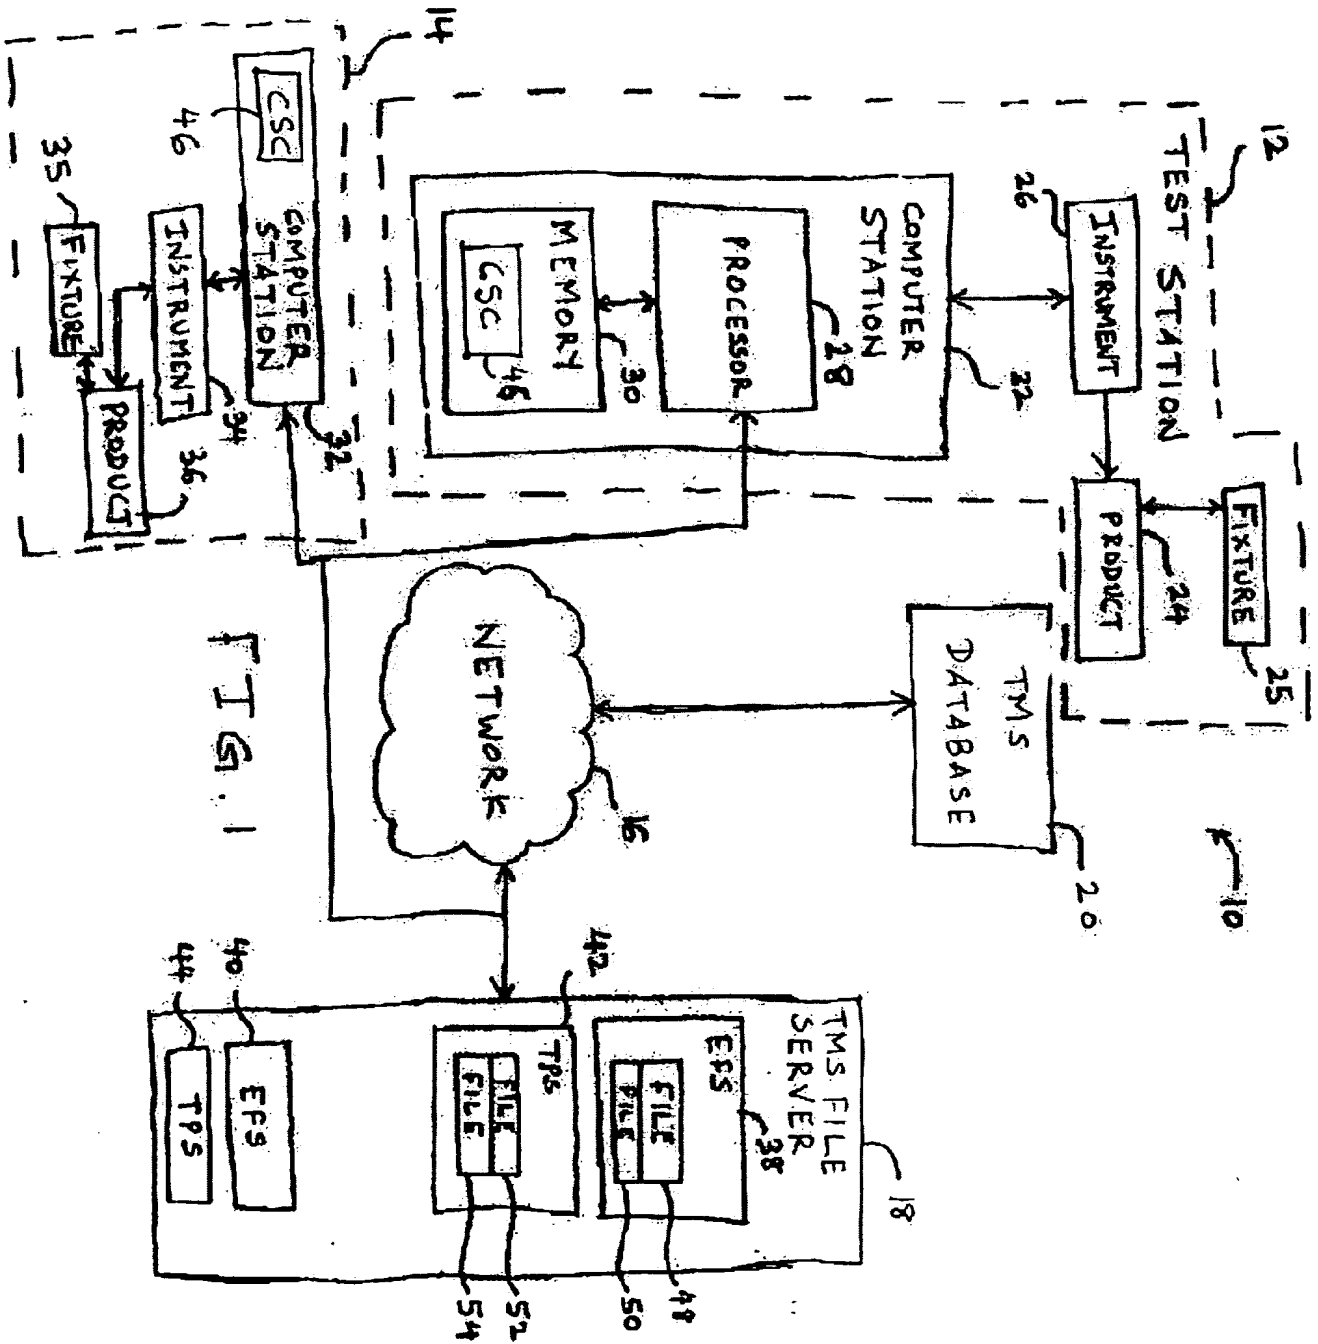 12
TEST STATION
26
INSTRUMENT
FIXTURE
25
PRODUCT
24
10
COMPUTER
STATION
22
PROCESSOR
28
MEMORY
30
CSC
46
TMS
DATABASE
20
NETWORK
16
TMS FILE
SERVER
18
EFS
38
FILE
48
FILE
50
TPS
42
FILE
52
FILE
54
EFS
40
TPS
44
14
CSC
46
COMPUTER
STATION
32
INSTRUMENT
34
FIXTURE
35
PRODUCT
36
FIG. 1